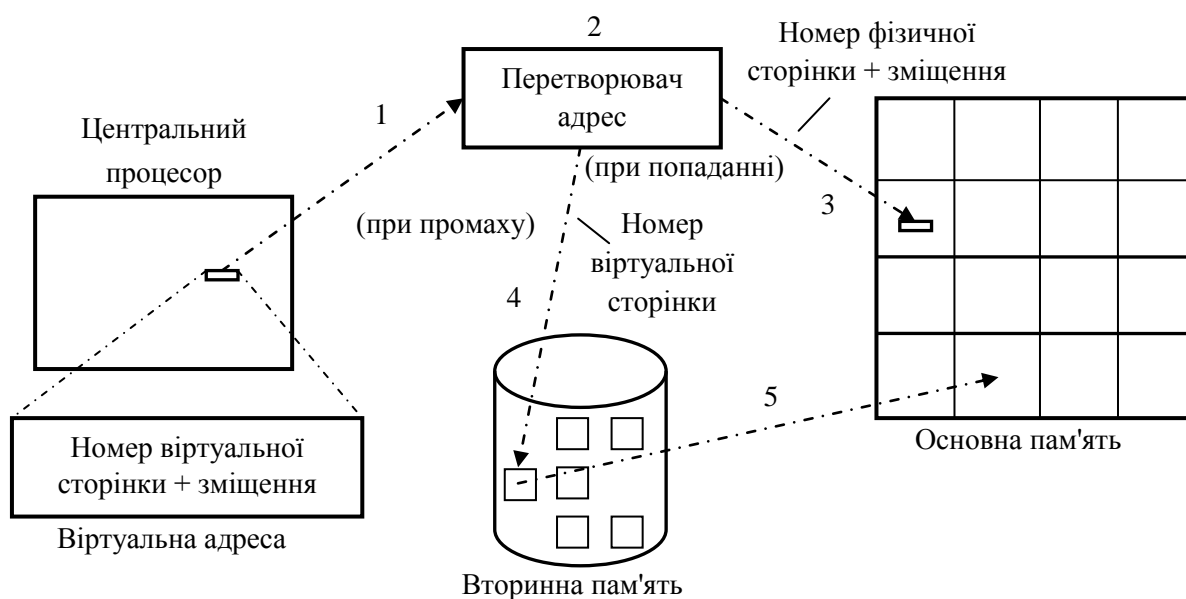 2
Номер фізичної
сторінки + зміщення
Перетворювач
адрес
1
Центральний
процесор
(при попаданні)
3
(при промаху)
Номер
віртуальної
сторінки
4
5
Основна пам'ять
Номер віртуальної
сторінки + зміщення
Віртуальна адреса
Вторинна пам'ять